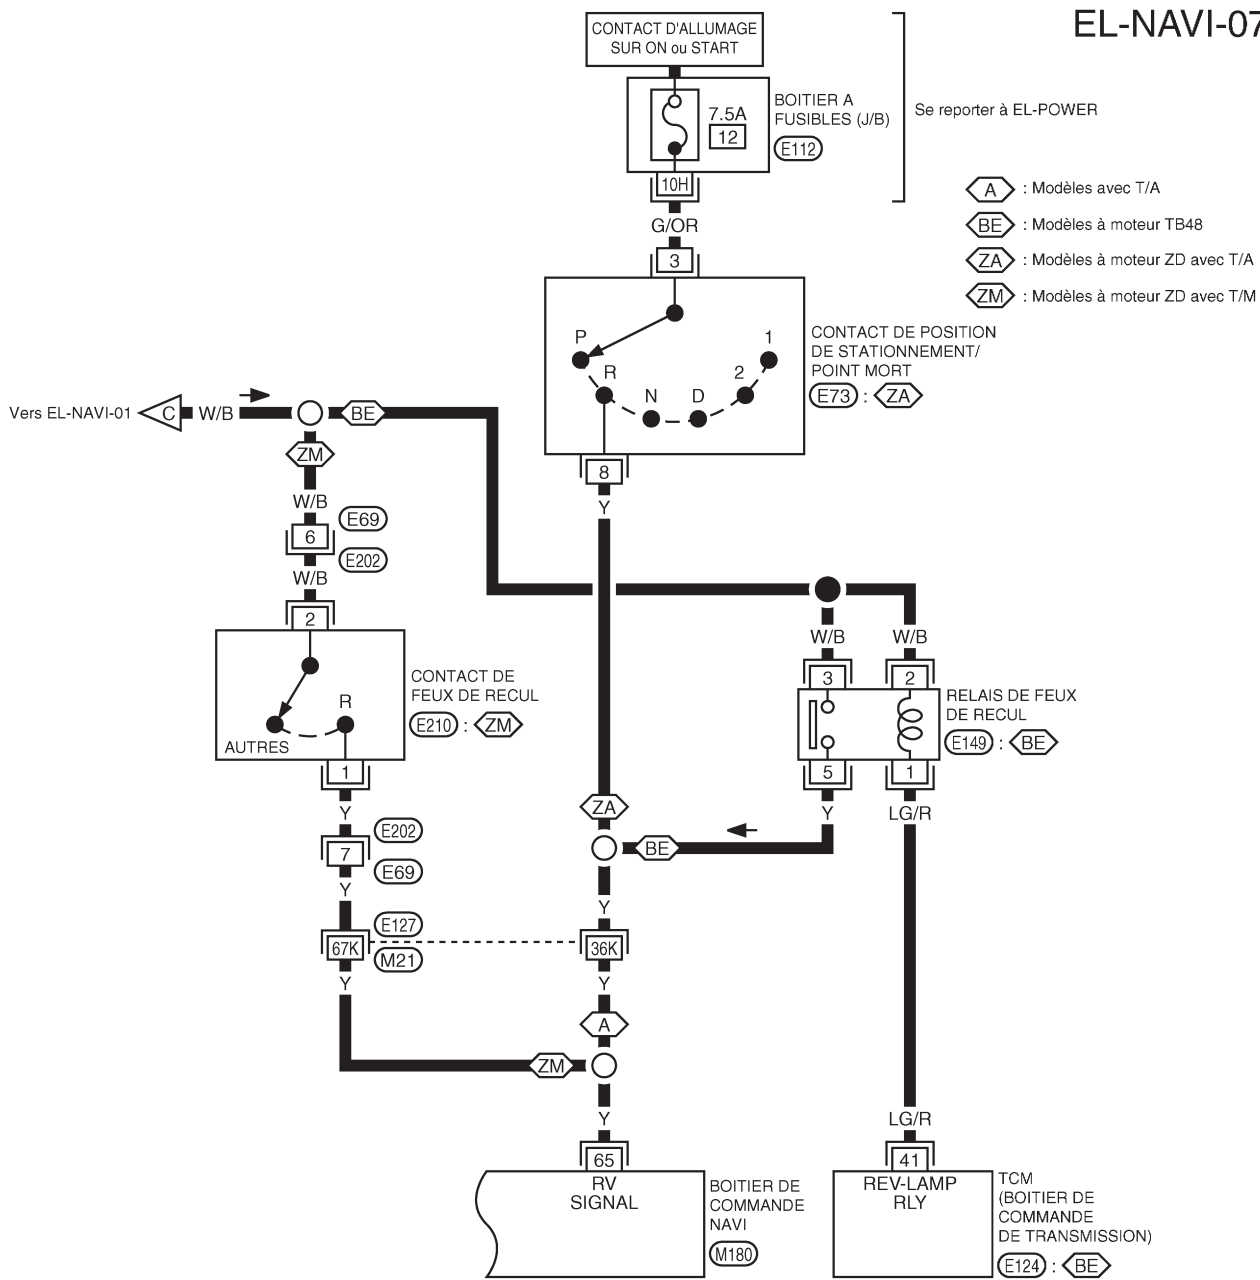 EL-NAVI-07
CONTACT D'ALLUMAGE
SUR ON ou START
7.5A
12
BOITIER A
FUSIBLES (J/B)
E112
Se reporter à EL-POWER
10H
G/OR
3
A : Modèles avec T/A
BE : Modèles à moteur TB48
ZA : Modèles à moteur ZD avec T/A
ZM : Modèles à moteur ZD avec T/M
P
R
N
D
2
1
CONTACT DE POSITION
DE STATIONNEMENT/
POINT MORT
E73 : ZA
8
Y
Vers EL-NAVI-01
C
W/B
BE
ZM
W/B
E69
6
E202
W/B
2
R
AUTRES
CONTACT DE
FEUX DE RECUL
E210 : ZM
1
Y
E202
7
E69
Y
E127
67K
M21
Y
ZM
W/B
W/B
3
2
RELAIS DE FEUX
DE RECUL
E149 : BE
5
1
Y
LG/R
ZA
BE
Y
36K
Y
A
Y
65
RV
SIGNAL
BOITIER DE
COMMANDE
NAVI
M180
LG/R
41
REV-LAMP
RLY
TCM
(BOITIER DE
COMMANDE
DE TRANSMISSION)
E124 : BE